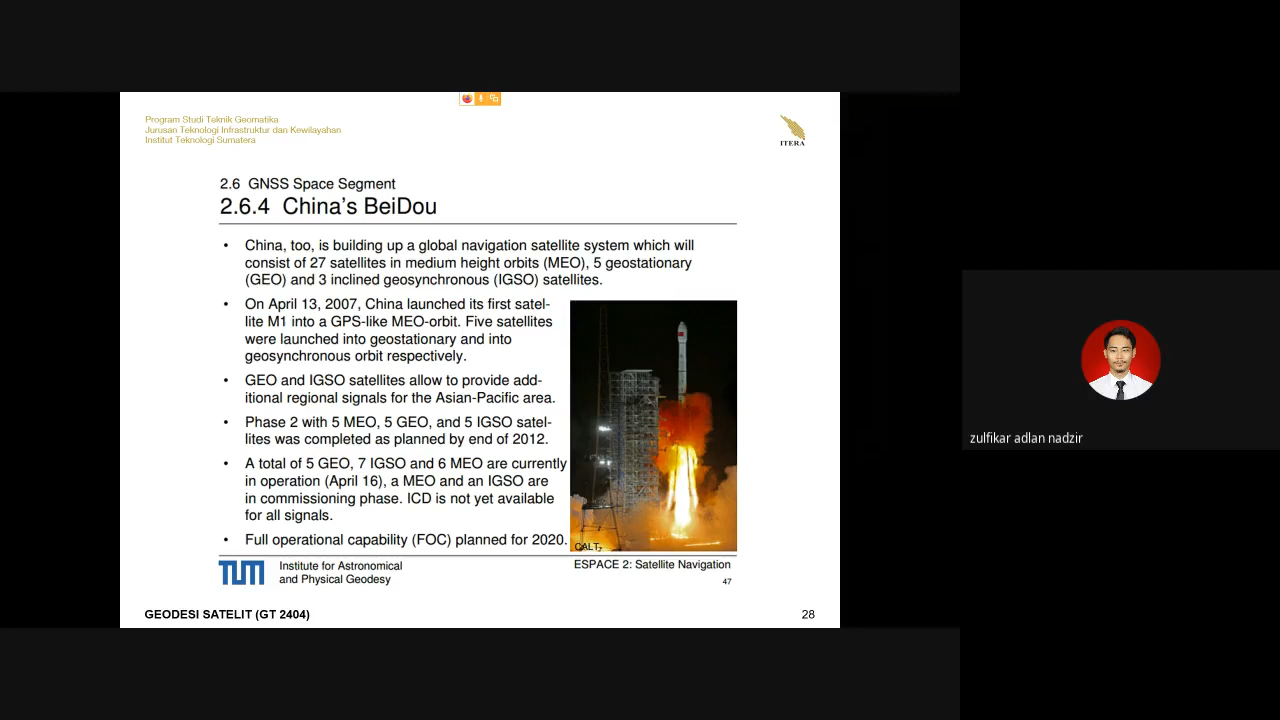 Program Studi Teknik Geomatika
Jurusan Teknologi Infrastruktur dan Kewilayahan
Institut Teknologi Sumatera
ITERA
2.6 GNSS Space Segment
2.6.4 China's BeiDou
• China, too, is building up a global navigation satellite system which will
consist of 27 satellites in medium height orbits (MEO), 5 geostationary
(GEO) and 3 inclined geosynchronous (IGSO) satellites.
• On April 13, 2007, China launched its first satel-
lite M1 into a GPS-like MEO-orbit. Five satellites
were launched into geostationary and into
geosynchronous orbit respectively.
• GEO and IGSO satellites allow to provide add-
itional regional signals for the Asian-Pacific area.
• Phase 2 with 5 MEO, 5 GEO, and 5 IGSO satel-
lites was completed as planned by end of 2012.
• A total of 5 GEO, 7 IGSO and 6 MEO are currently
in operation (April 16), a MEO and an IGSO are
in commissioning phase. ICD is not yet available
for all signals.
• Full operational capability (FOC) planned for 2020.
CALT
TUM
Institute for Astronomical
and Physical Geodesy
ESPACE 2: Satellite Navigation
47
GEODESI SATELIT (GT 2404)
28
zulfikar adlan nadzir